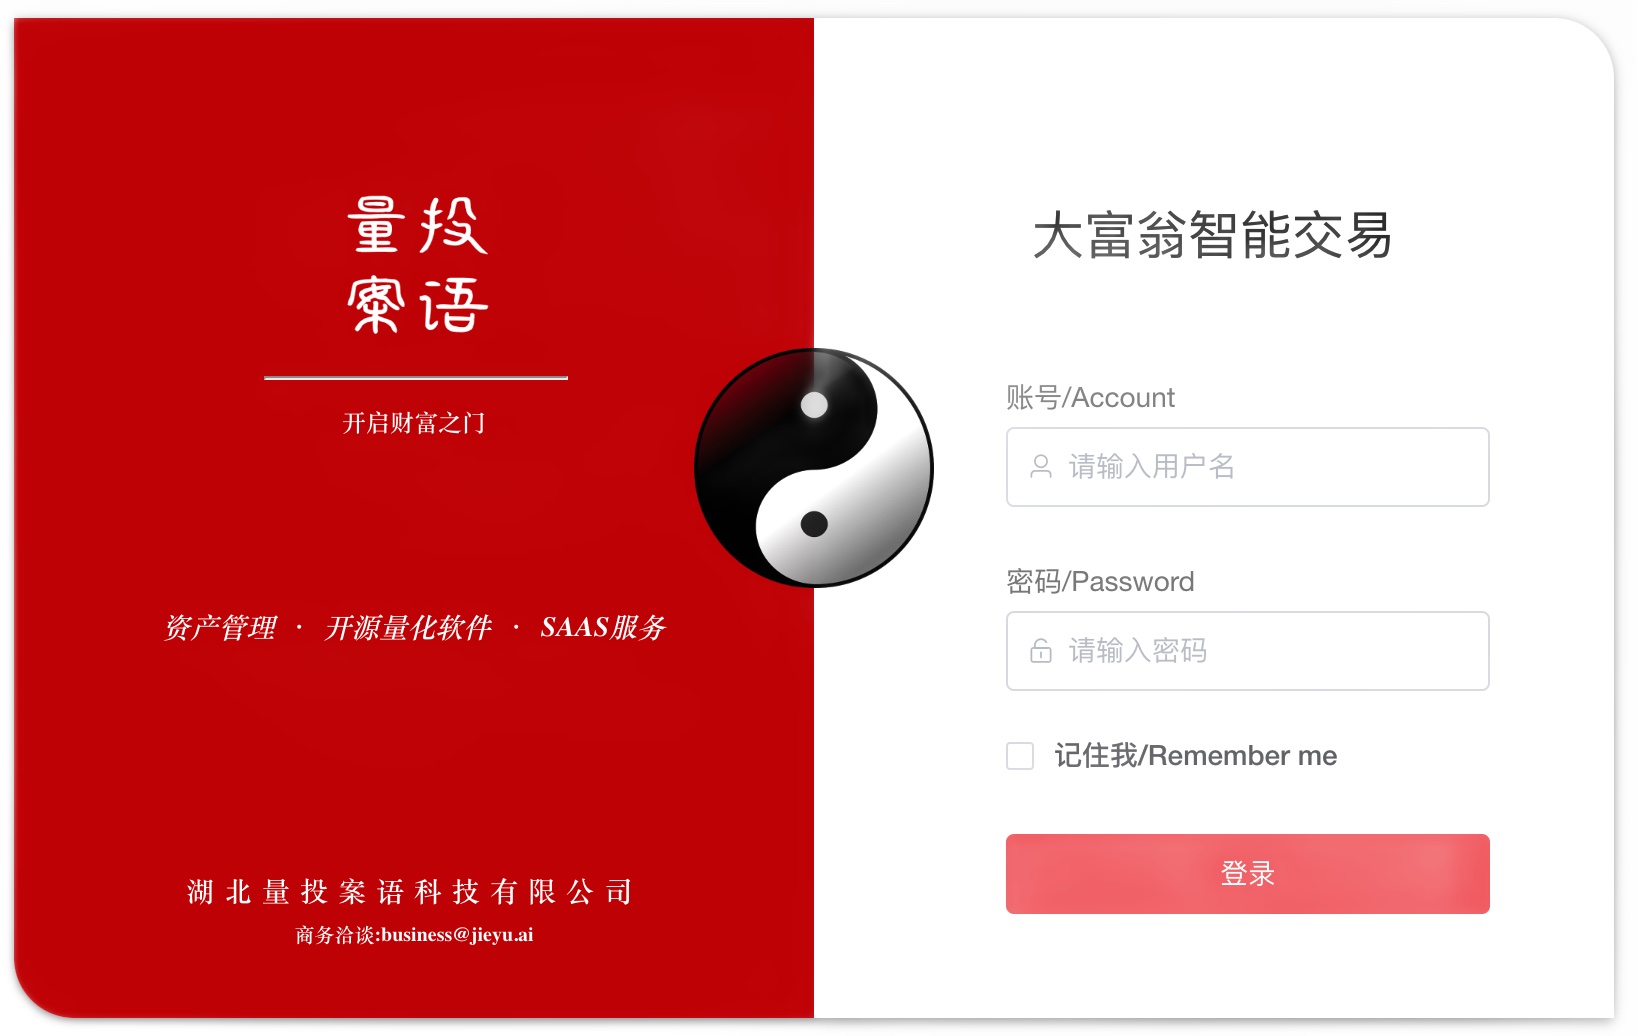 量投
案语
开启财富之门
资产管理 · 开源量化软件 · SAAS服务
湖北量投案语科技有限公司
商务洽谈:business@jieyu.ai
大富翁智能交易
账号/Account
请输入用户名
密码/Password
请输入密码
记住我/Remember me
登录